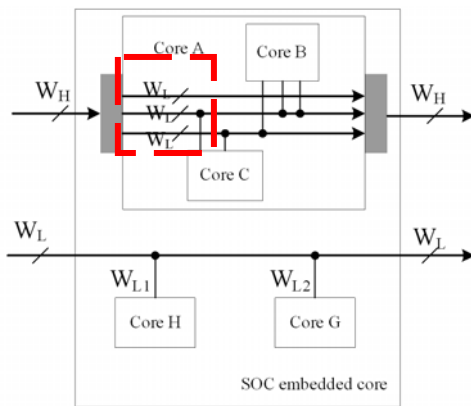 Core A
Core B
W_H
W_L
W_L
W_L
W_H
Core C
W_L
W_L
W_L1
W_L2
Core H
Core G
SOC embedded core